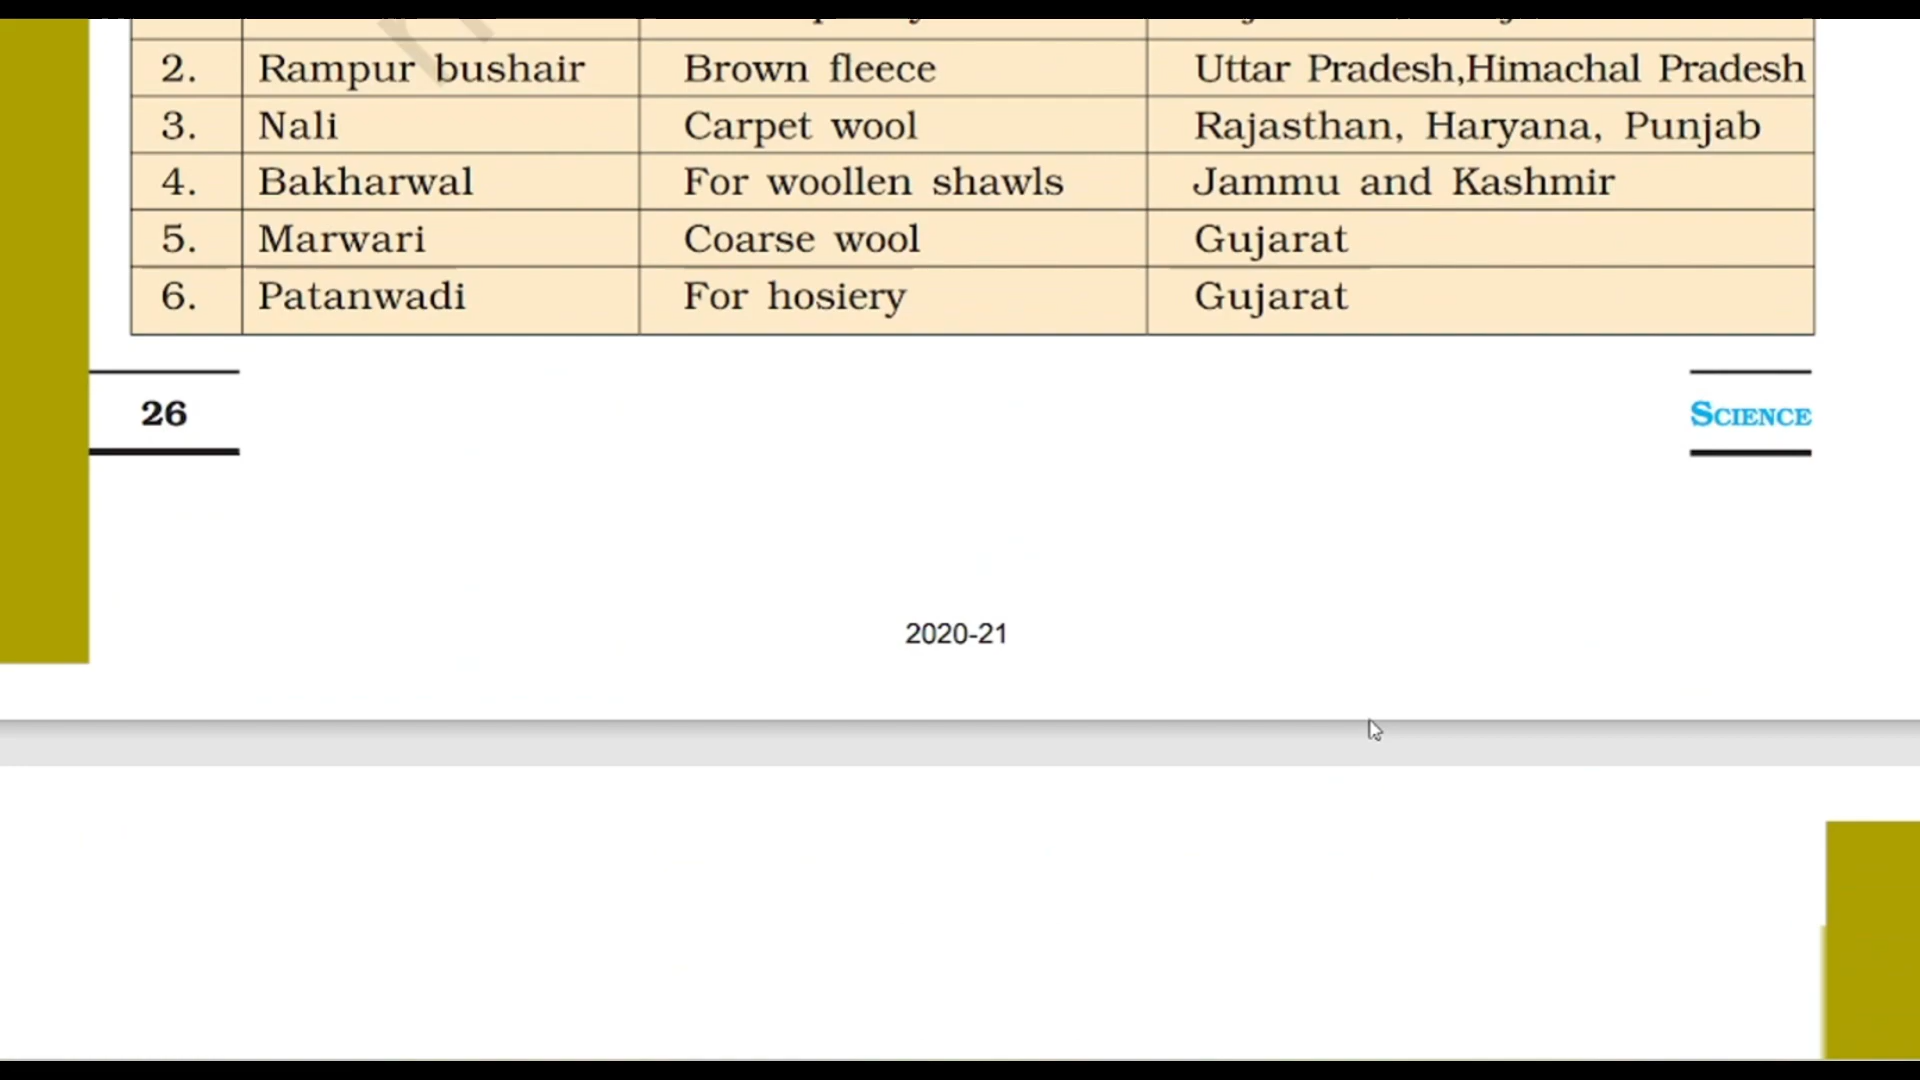 2. Rampur bushair Brown fleece Uttar Pradesh,Himachal Pradesh
3. Nali Carpet wool Rajasthan, Haryana, Punjab
4. Bakharwal For woollen shawls Jammu and Kashmir
5. Marwari Coarse wool Gujarat
6. Patanwadi For hosiery Gujarat
26 SCIENCE
2020-21